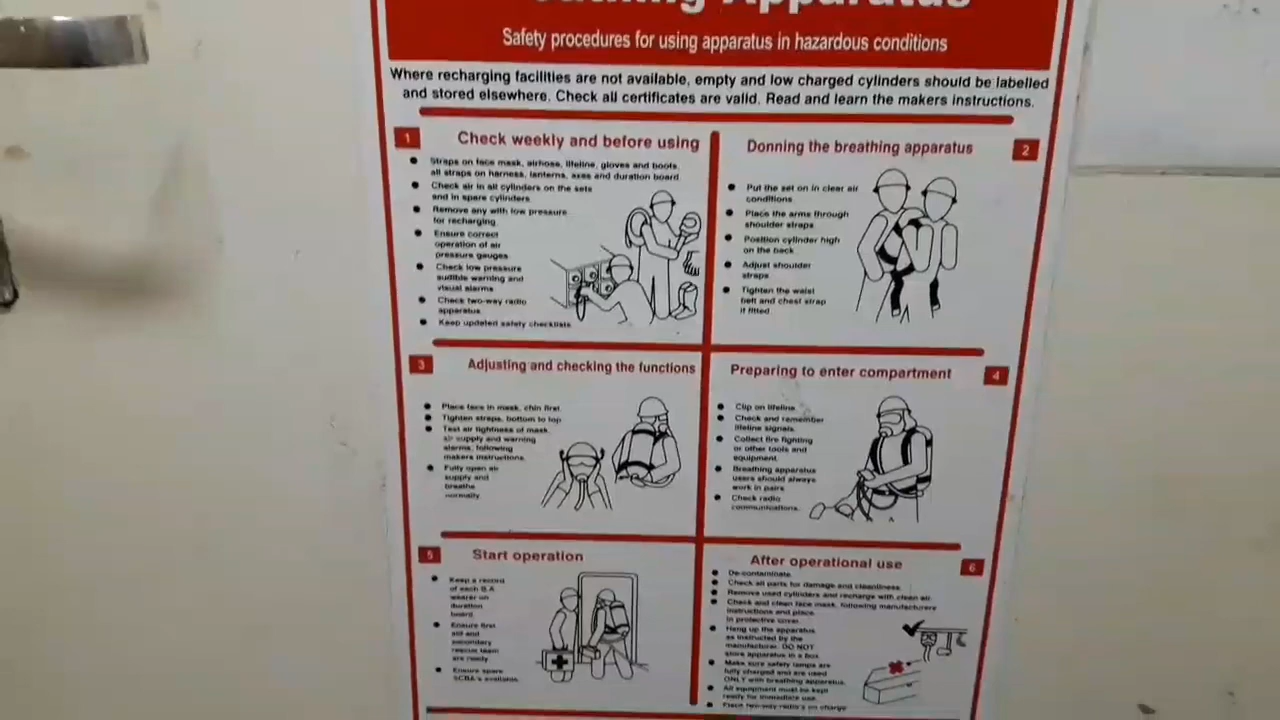 Apparatus
Safety procedures for using apparatus in hazardous conditions
Where recharging facilities are not available, empty and low charged cylinders should be labelled
and stored elsewhere. Check all certificates are valid. Read and learn the makers instructions.
1
Check weekly and before using
Straps on face mask, airhose, lifeline, gloves and boots,
all straps on harness, lanterns, axes and duration board.
Check air in all cylinders on the sets
and in spare cylinders.
Remove any with low pressure
for recharging.
Ensure correct
operation of air
pressure gauges
Check low pressure
audible warning and
visual alarms
Check two-way radio
apparatus
Keep updated safety checklists
Donning the breathing apparatus
2
Put the set on in clear air
conditions
Place the arms through
shoulder straps
Position cylinder high
on the back
Adjust shoulder
straps
Tighten the waist
belt and chest strap
if fitted
3
Adjusting and checking the functions
Place face in mask, chin first
Tighten straps, bottom to top
Test air tightness of mask,
air supply and warning
alarms, following
makers instructions.
Fully open air
supply and
breathe
normally
Preparing to enter compartment
4
Clip on lifeline
Check and remember
lifeline signals.
Collect fire fighting
or other tools and
equipment.
Breathing apparatus
users should always
work in pairs
Check radio
communications.
5
Start operation
Keep a record
of each B.A
wearer on
duration
board.
Ensure first
aid and
secondary
rescue team
are ready
Ensure spare
SCBA's available.
After operational use
6
De-contaminate.
Check all parts for damage and cleanliness.
Remove used cylinders and recharge with clean air.
Check and clean face mask, following manufacturers
instructions and place
in protective cover.
Hang up the apparatus
as instructed by the
manufacturer. DO NOT
store apparatus in a box.
Make sure safety lamps are
fully charged and are used
ONLY with breathing apparatus.
All equipment must be kept
ready for immediate use.
Place two-way radio's on charge